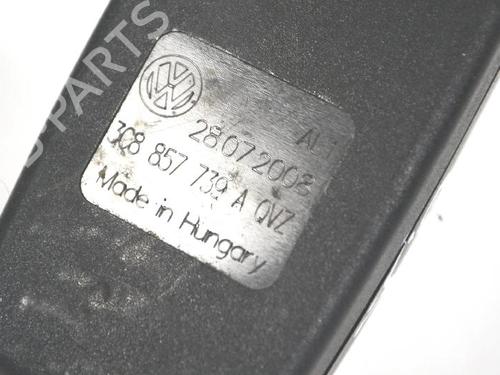 AL
28072008
3C8 857 739 A QVZ
Made in Hungary
PARTS